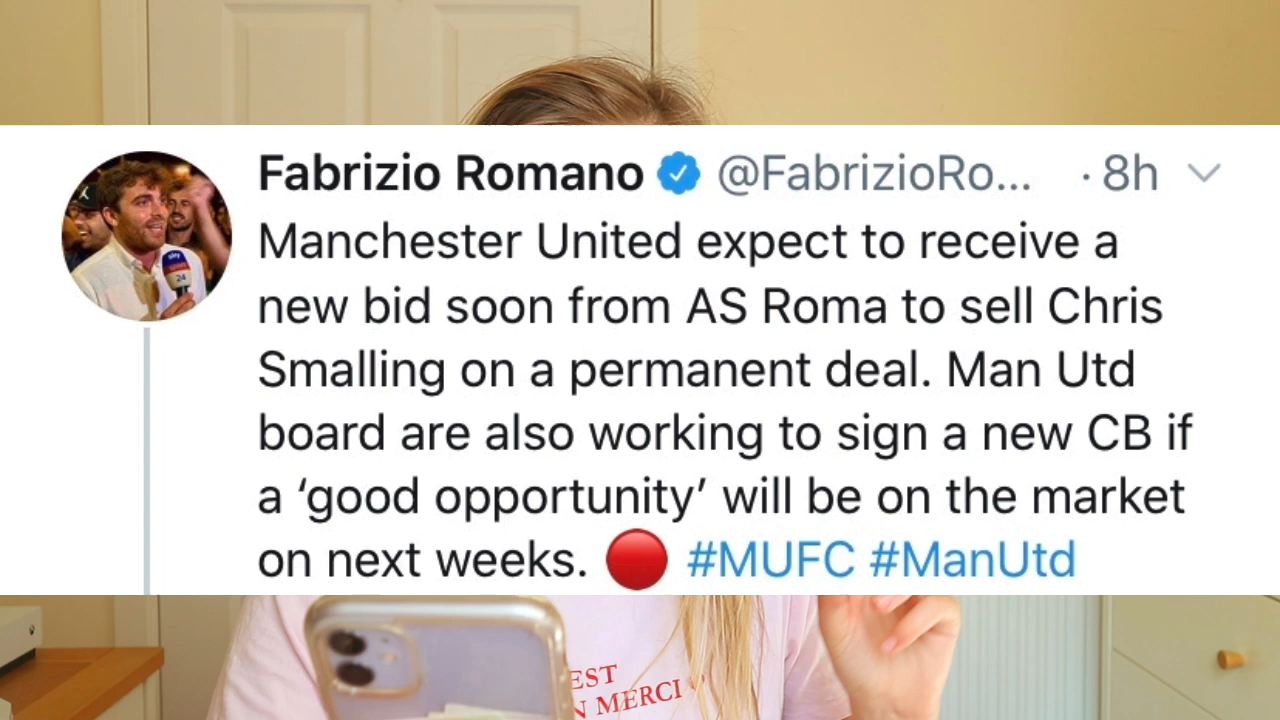 Fabrizio Romano @FabrizioRo... · 8h
Manchester United expect to receive a
new bid soon from AS Roma to sell Chris
Smalling on a permanent deal. Man Utd
board are also working to sign a new CB if
a ‘good opportunity’ will be on the market
on next weeks. 🔴 #MUFC #ManUtd
sky
24
EST
N MERCI